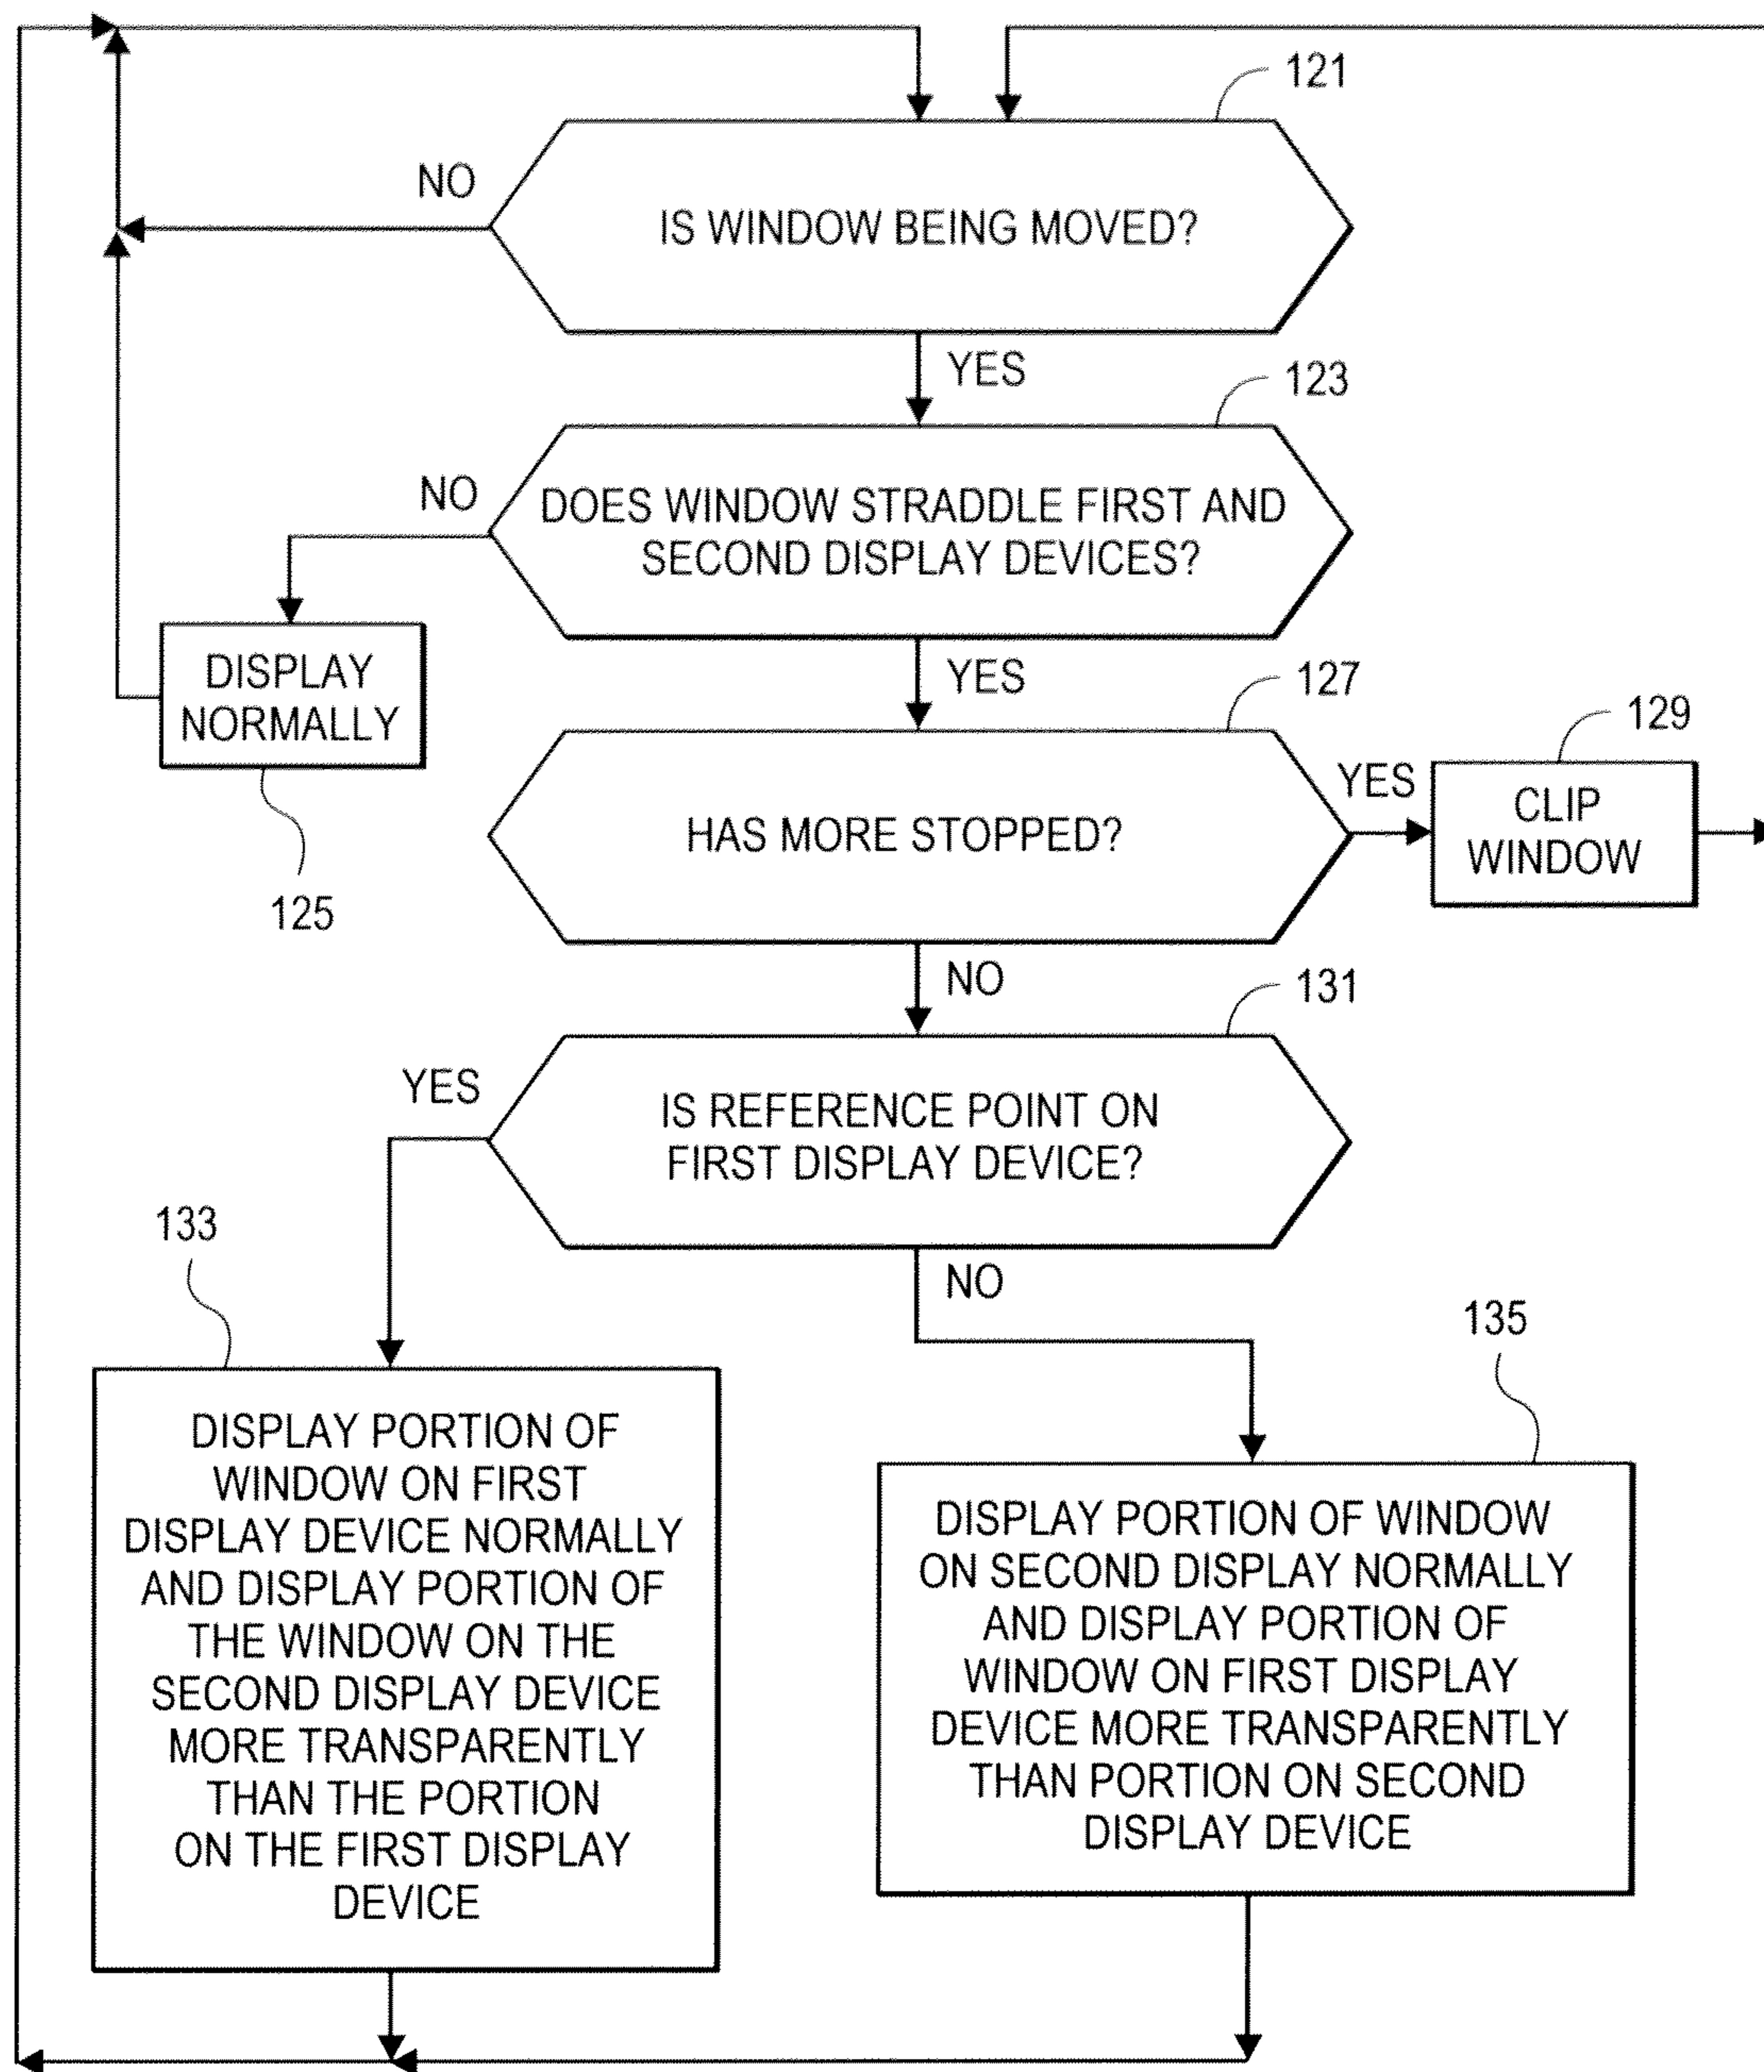 121
NO
IS WINDOW BEING MOVED?
YES
123
NO
DOES WINDOW STRADDLE FIRST AND
SECOND DISPLAY DEVICES?
DISPLAY
NORMALLY
125
YES
127
HAS MORE STOPPED?
YES
129
CLIP
WINDOW
NO
131
YES
IS REFERENCE POINT ON
FIRST DISPLAY DEVICE?
133
NO
135
DISPLAY PORTION OF
WINDOW ON FIRST
DISPLAY DEVICE NORMALLY
AND DISPLAY PORTION OF
THE WINDOW ON THE
SECOND DISPLAY DEVICE
MORE TRANSPARENTLY
THAN THE PORTION
ON THE FIRST DISPLAY
DEVICE
DISPLAY PORTION OF WINDOW
ON SECOND DISPLAY NORMALLY
AND DISPLAY PORTION OF
WINDOW ON FIRST DISPLAY
DEVICE MORE TRANSPARENTLY
THAN PORTION ON SECOND
DISPLAY DEVICE